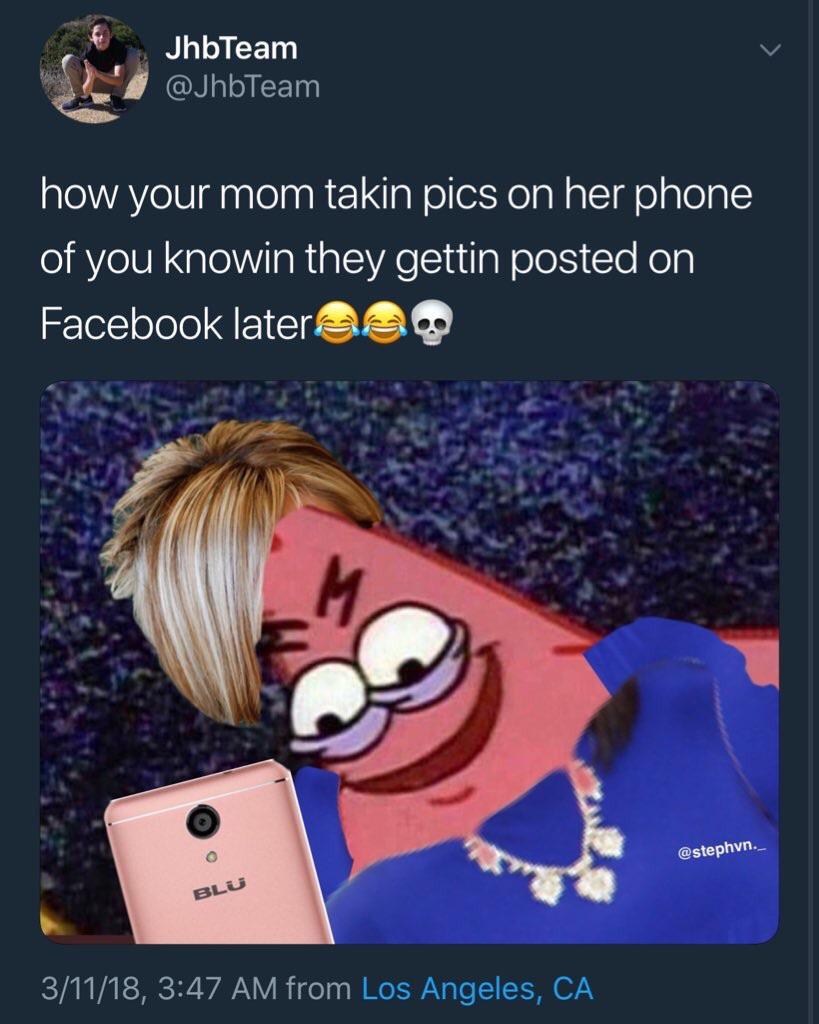 JhbTeam
@JhbTeam
how your mom takin pics on her phone
of you knowin they gettin posted on
Facebook later😂😂💀
BLU
@stephvn._
3/11/18, 3:47 AM from Los Angeles, CA